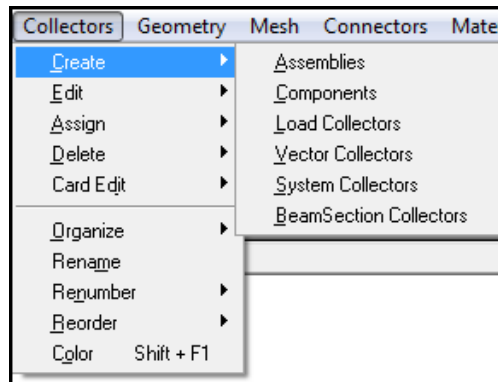 Collectors Geometry Mesh Connectors Mate
Create
Edit
Assign
Delete
Card Edit
Organize
Rename
Renumber
Reorder
Color Shift + F1
Assemblies
Components
Load Collectors
Vector Collectors
System Collectors
BeamSection Collectors